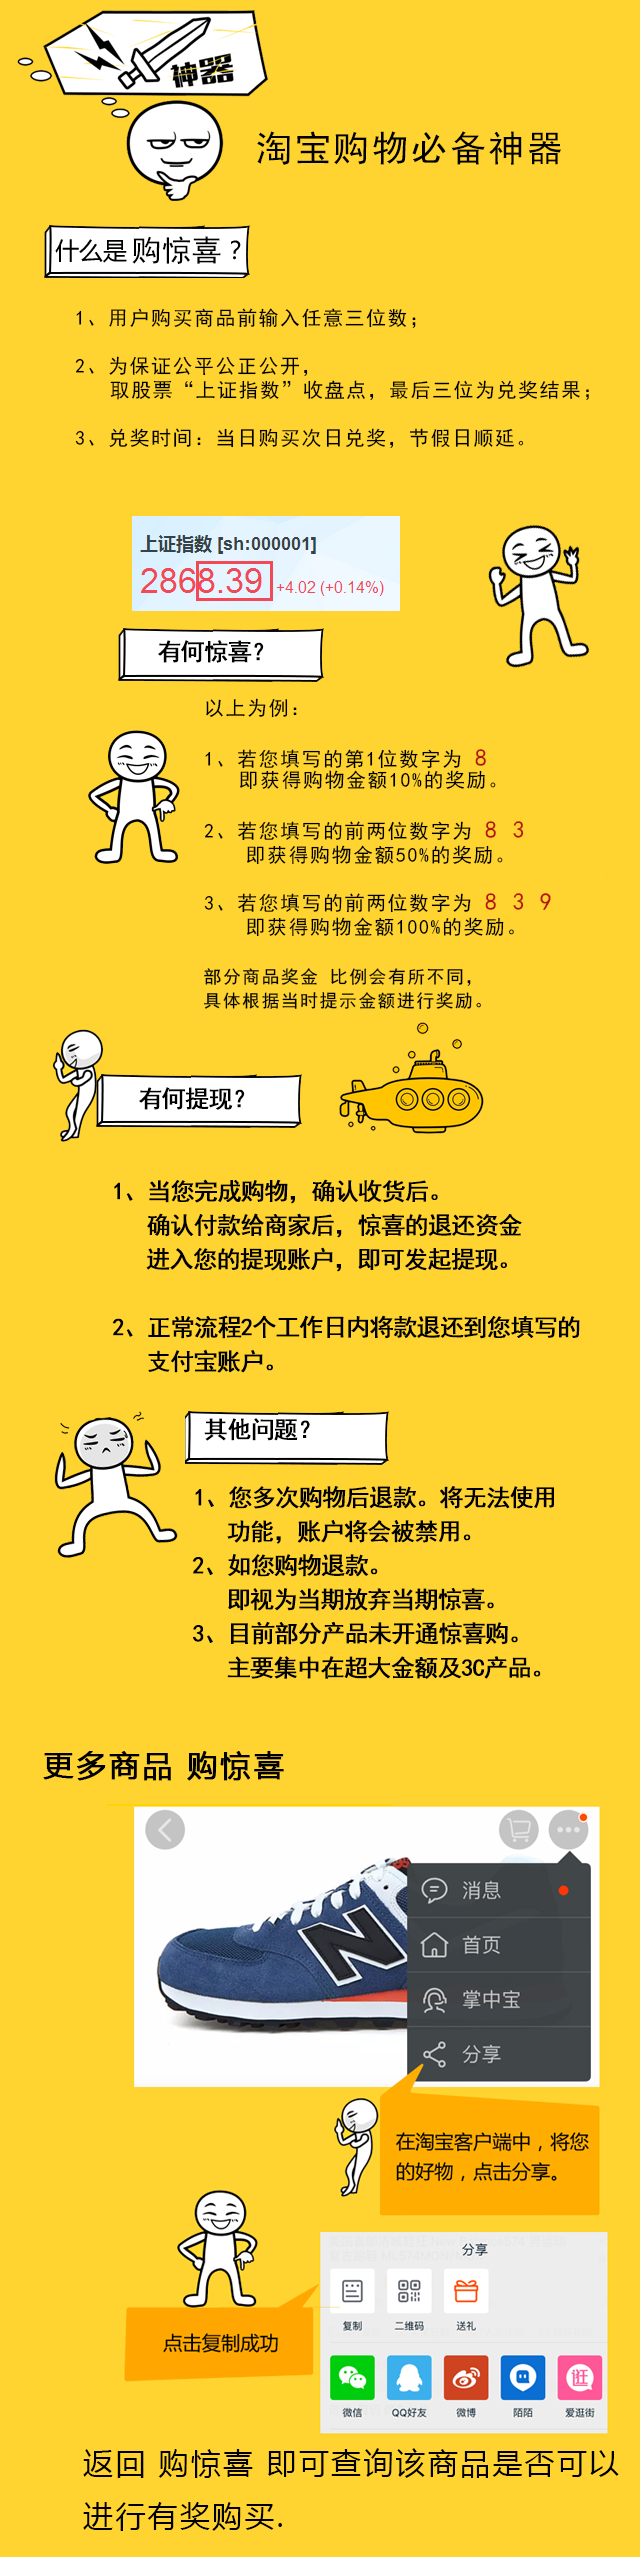 神器
淘宝购物必备神器
什么是 购惊喜？
1、用户购买商品前输入任意三位数；
2、为保证公平公正公开，
取股票“上证指数”收盘点，最后三位为兑奖结果；
3、兑奖时间：当日购买次日兑奖，节假日顺延。
上证指数 [sh:000001]
2868.39 +4.02 (+0.14%)
有何惊喜？
以上为例：
1、若您填写的第1位数字为 8
即获得购物金额10%的奖励。
2、若您填写的前两位数字为 8 3
即获得购物金额50%的奖励。
3、若您填写的前两位数字为 8 3 9
即获得购物金额100%的奖励。
部分商品奖金 比例会有所不同，
具体根据当时提示金额进行奖励。
有何提现？
1、当您完成购物，确认收货后。
确认付款给商家后，惊喜的退还资金
进入您的提现账户，即可发起提现。
2、正常流程2个工作日内将款退还到您填写的
支付宝账户。
其他问题？
1、您多次购物后退款。将无法使用
功能，账户将会被禁用。
2、如您购物退款。
即视为当期放弃当期惊喜。
3、目前部分产品未开通惊喜购。
主要集中在超大金额及3C产品。
更多商品 购惊喜
消息
首页
掌中宝
分享
N
在淘宝客户端中，将您
的好物，点击分享。
分享
复制 二维码 送礼
点击复制成功
逛
微信 QQ好友 微博 陌陌 爱逛街
返回 购惊喜 即可查询该商品是否可以
进行有奖购买.